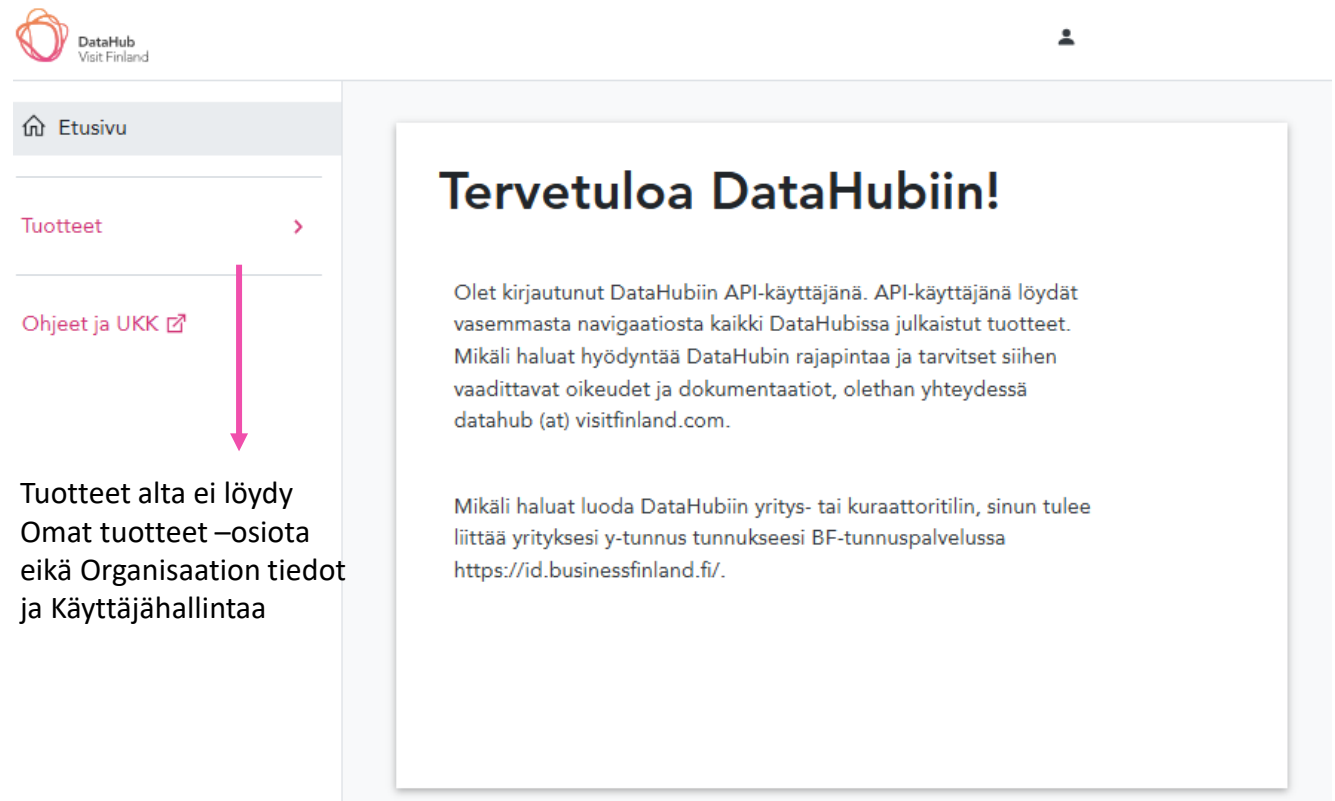 DataHub
Visit Finland
Etusivu
Tuotteet
Ohjeet ja UKK
Tuotteet alta ei löydy
Omat tuotteet –osiota
eikä Organisaation tiedot
ja Käyttäjähallintaa
Tervetuloa DataHubiin!
Olet kirjautunut DataHubiin API-käyttäjänä. API-käyttäjänä löydät
vasemmasta navigaatiosta kaikki DataHubissa julkaistut tuotteet.
Mikäli haluat hyödyntää DataHubin rajapintaa ja tarvitset siihen
vaadittavat oikeudet ja dokumentaatiot, olethan yhteydessä
datahub (at) visitfinland.com.
Mikäli haluat luoda DataHubiin yritys- tai kuraattoritilin, sinun tulee
liittää yrityksesi y-tunnus tunnukseesi BF-tunnuspalvelussa
https://id.businessfinland.fi/.